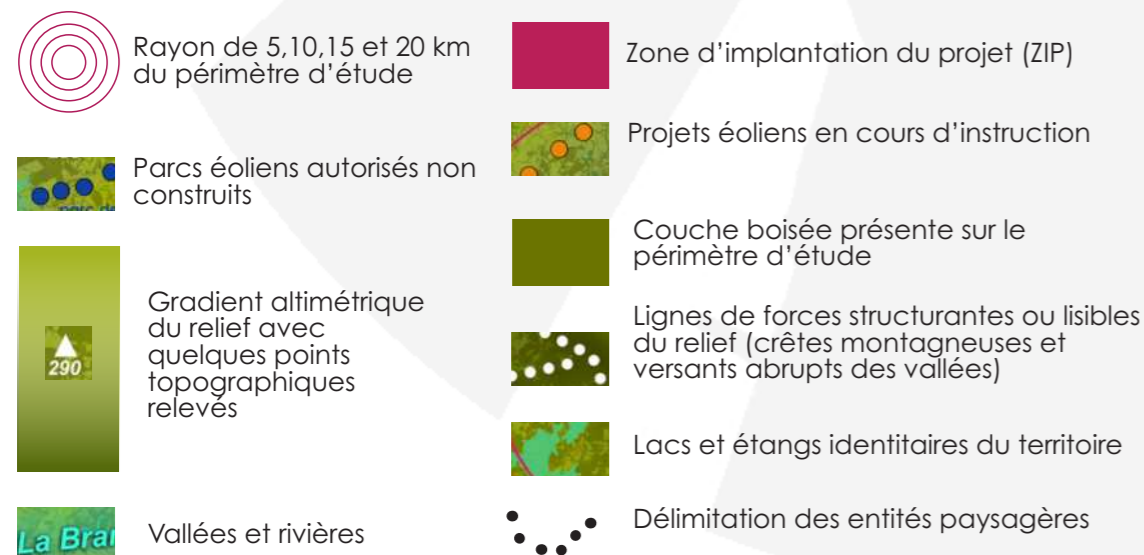 Rayon de 5,10,15 et 20 km
du périmètre d'étude
Parcs éoliens autorisés non
construits
290
Gradient altimétrique
du relief avec
quelques points
topographiques
relevés
La Bra
Vallées et rivières
Zone d'implantation du projet (ZIP)
Projets éoliens en cours d'instruction
Couche boisée présente sur le
périmètre d'étude
Lignes de forces structurantes ou lisibles
du relief (crêtes montagneuses et
versants abrupts des vallées)
Lacs et étangs identitaires du territoire
Délimitation des entités paysagères